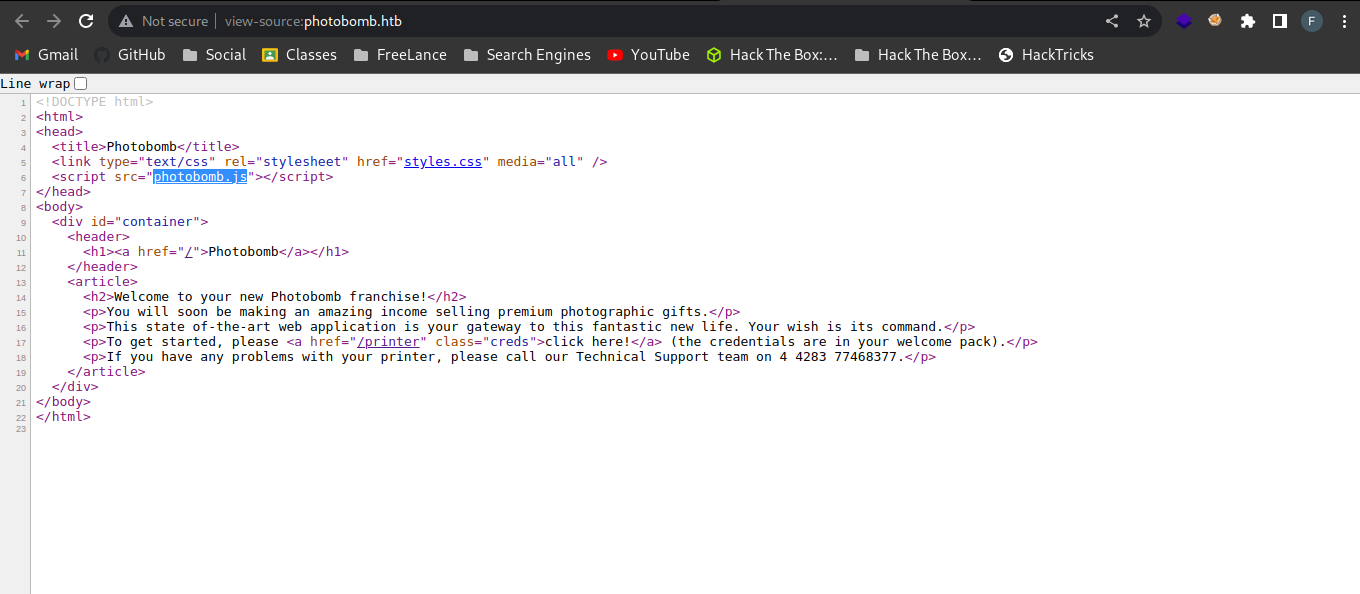 Not secure view-source:photobomb.htb F
Gmail GitHub Social Classes FreeLance Search Engines YouTube Hack The Box:... Hack The Box... HackTricks
Line wrap
1 <!DOCTYPE html>
2 <html>
3 <head>
4 <title>Photobomb</title>
5 <link type="text/css" rel="stylesheet" href="styles.css" media="all" />
6 <script src="photobomb.js"></script>
7 </head>
8 <body>
9 <div id="container">
10 <header>
11 <h1><a href="/">Photobomb</a></h1>
12 </header>
13 <article>
14 <h2>Welcome to your new Photobomb franchise!</h2>
15 <p>You will soon be making an amazing income selling premium photographic gifts.</p>
16 <p>This state of-the-art web application is your gateway to this fantastic new life. Your wish is its command.</p>
17 <p>To get started, please <a href="/printer" class="creds">click here!</a> (the credentials are in your welcome pack).</p>
18 <p>If you have any problems with your printer, please call our Technical Support team on 4 4283 77468377.</p>
19 </article>
20 </div>
21 </body>
22 </html>
23